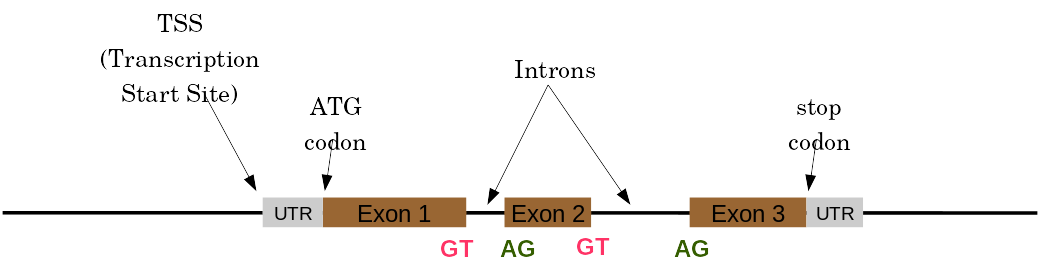 TSS
(Transcription
Start Site)
ATG
codon
Introns
stop
codon
UTR
Exon 1
Exon 2
Exon 3
UTR
GT
AG
GT
AG